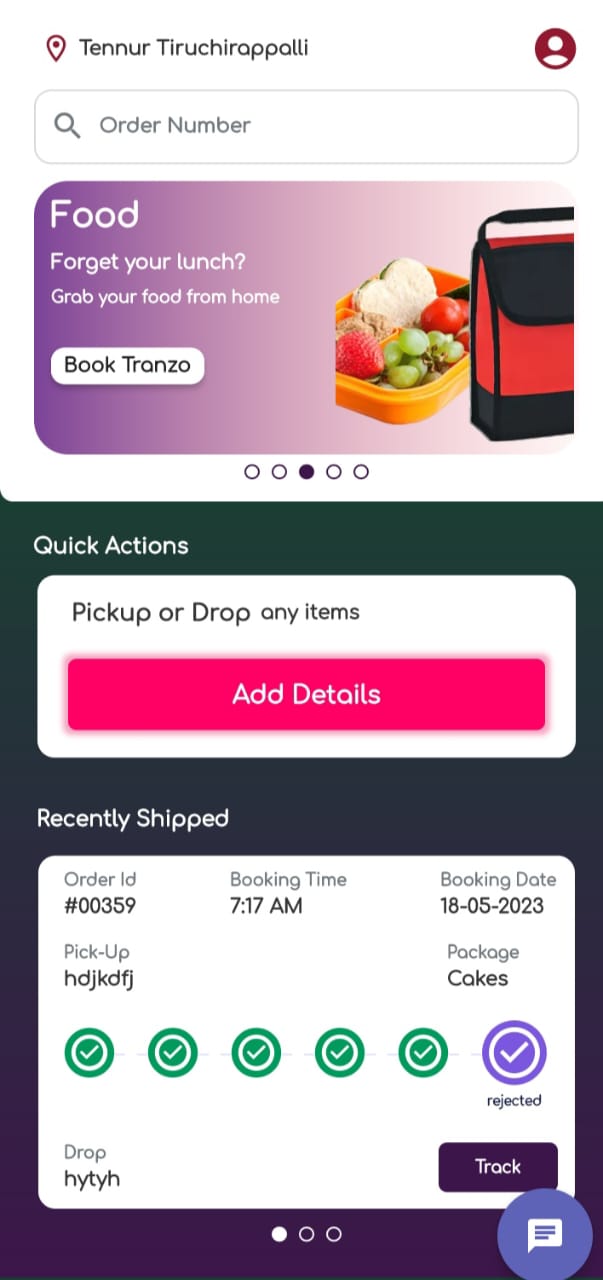 Tennur Tiruchirappalli
Order Number
Food
Forget your lunch?
Grab your food from home
Book Tranzo
Quick Actions
Pickup or Drop any items
Add Details
Recently Shipped
Order Id Booking Time Booking Date
#00359 7:17 AM 18-05-2023
Pick-Up Package
hdjkdfj Cakes
rejected
Drop
hytyh
Track